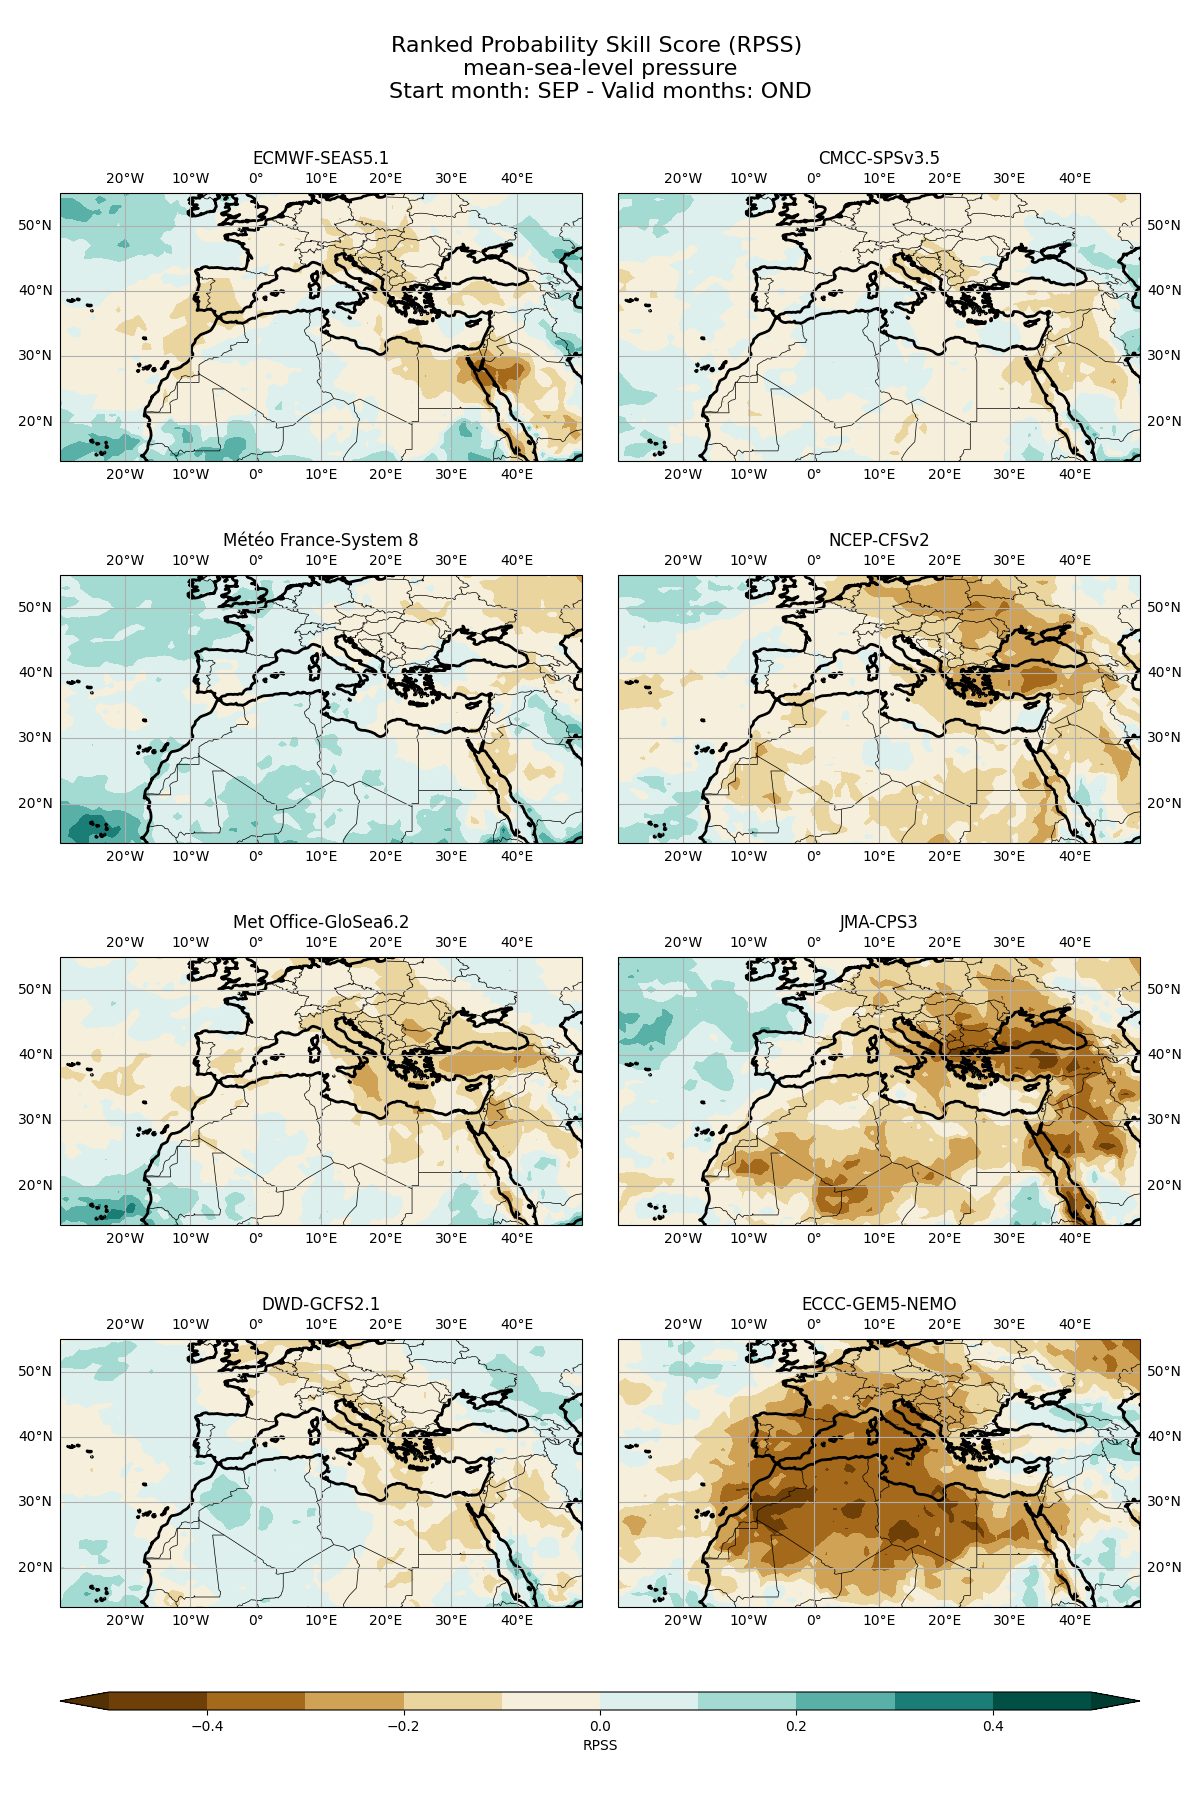 Ranked Probability Skill Score (RPSS)
mean-sea-level pressure
Start month: SEP - Valid months: OND
ECMWF-SEAS5.1
20°W 10°W 0° 10°E 20°E 30°E 40°E
50°N
40°N
30°N
20°N
20°W 10°W 0° 10°E 20°E 30°E 40°E
CMCC-SPSv3.5
20°W 10°W 0° 10°E 20°E 30°E 40°E
50°N
40°N
30°N
20°N
20°W 10°W 0° 10°E 20°E 30°E 40°E
Météo France-System 8
20°W 10°W 0° 10°E 20°E 30°E 40°E
50°N
40°N
30°N
20°N
20°W 10°W 0° 10°E 20°E 30°E 40°E
NCEP-CFSv2
20°W 10°W 0° 10°E 20°E 30°E 40°E
50°N
40°N
30°N
20°N
20°W 10°W 0° 10°E 20°E 30°E 40°E
Met Office-GloSea6.2
20°W 10°W 0° 10°E 20°E 30°E 40°E
50°N
40°N
30°N
20°N
20°W 10°W 0° 10°E 20°E 30°E 40°E
JMA-CPS3
20°W 10°W 0° 10°E 20°E 30°E 40°E
50°N
40°N
30°N
20°N
20°W 10°W 0° 10°E 20°E 30°E 40°E
DWD-GCFS2.1
20°W 10°W 0° 10°E 20°E 30°E 40°E
50°N
40°N
30°N
20°N
20°W 10°W 0° 10°E 20°E 30°E 40°E
ECCC-GEM5-NEMO
20°W 10°W 0° 10°E 20°E 30°E 40°E
50°N
40°N
30°N
20°N
20°W 10°W 0° 10°E 20°E 30°E 40°E
−0.4 −0.2 0.0 0.2 0.4
RPSS